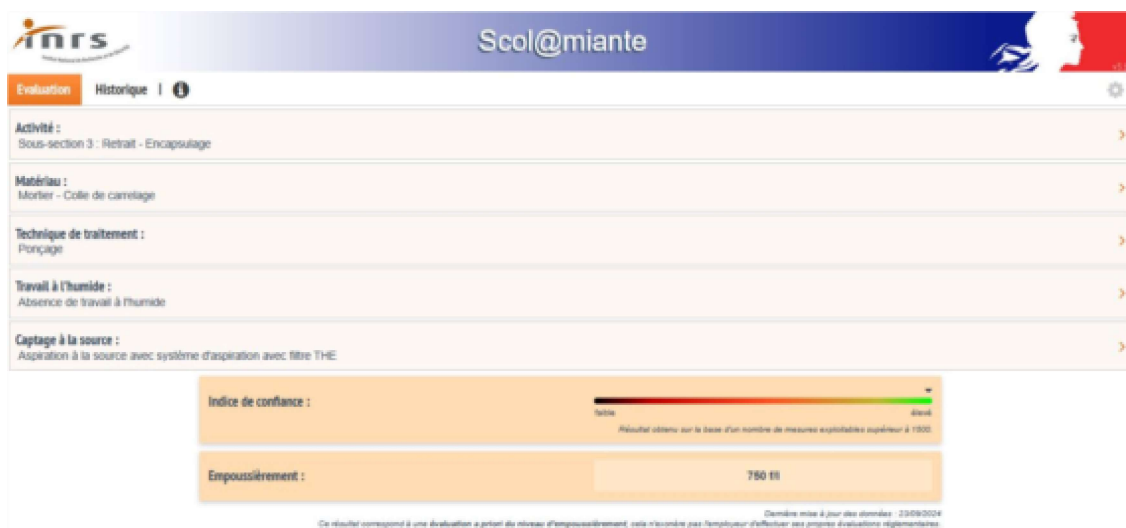 inrs
Scol@miante
Evaluation Historique |
Activité :
Sous-section 3 : Retrait - Encapsulage
Matériau :
Mortier - Colle de carrelage
Technique de traitement :
Ponçage
Travail à l'humide :
Absence de travail à l'humide
Captage à la source :
Aspiration à la source avec système d'aspiration avec filtre THE
Indice de confiance :
faible élevé
Résultat obtenu sur la base d'un nombre de mesures exploitables supérieur à 1500.
Empoussièrement :
750 f/l
Dernière mise à jour des données : 23/09/2024
Ce résultat correspond à une évaluation a priori du niveau d'empoussièrement, cela n'exonère pas l'employeur d'effectuer ses propres évaluations réglementaires.